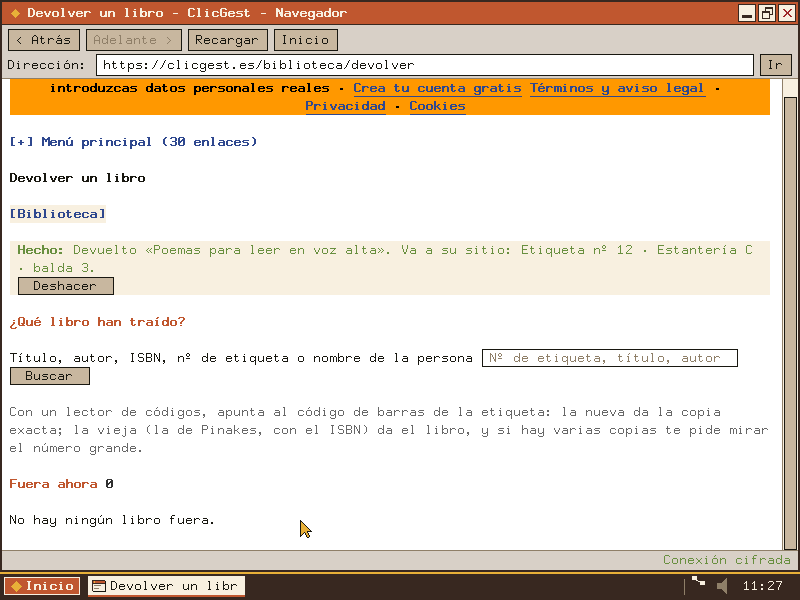 Devolver un libro - ClicGest - Navegador
< Atrás
Adelante >
Recargar
Inicio
Dirección:
https://clicgest.es/biblioteca/devolver
Ir
introduzcas datos personales reales · Crea tu cuenta gratis Términos y aviso legal ·
Privacidad · Cookies
[+] Menú principal (30 enlaces)
Devolver un libro
[Biblioteca]
Hecho: Devuelto «Poemas para leer en voz alta». Va a su sitio: Etiqueta nº 12 · Estantería C
· balda 3.
Deshacer
¿Qué libro han traído?
Título, autor, ISBN, nº de etiqueta o nombre de la persona
Nº de etiqueta, título, autor
Buscar
Con un lector de códigos, apunta al código de barras de la etiqueta: la nueva da la copia
exacta; la vieja (la de Pinakes, con el ISBN) da el libro, y si hay varias copias te pide mirar
el número grande.
Fuera ahora 0
No hay ningún libro fuera.
Conexión cifrada
Inicio
Devolver un libr
11:27